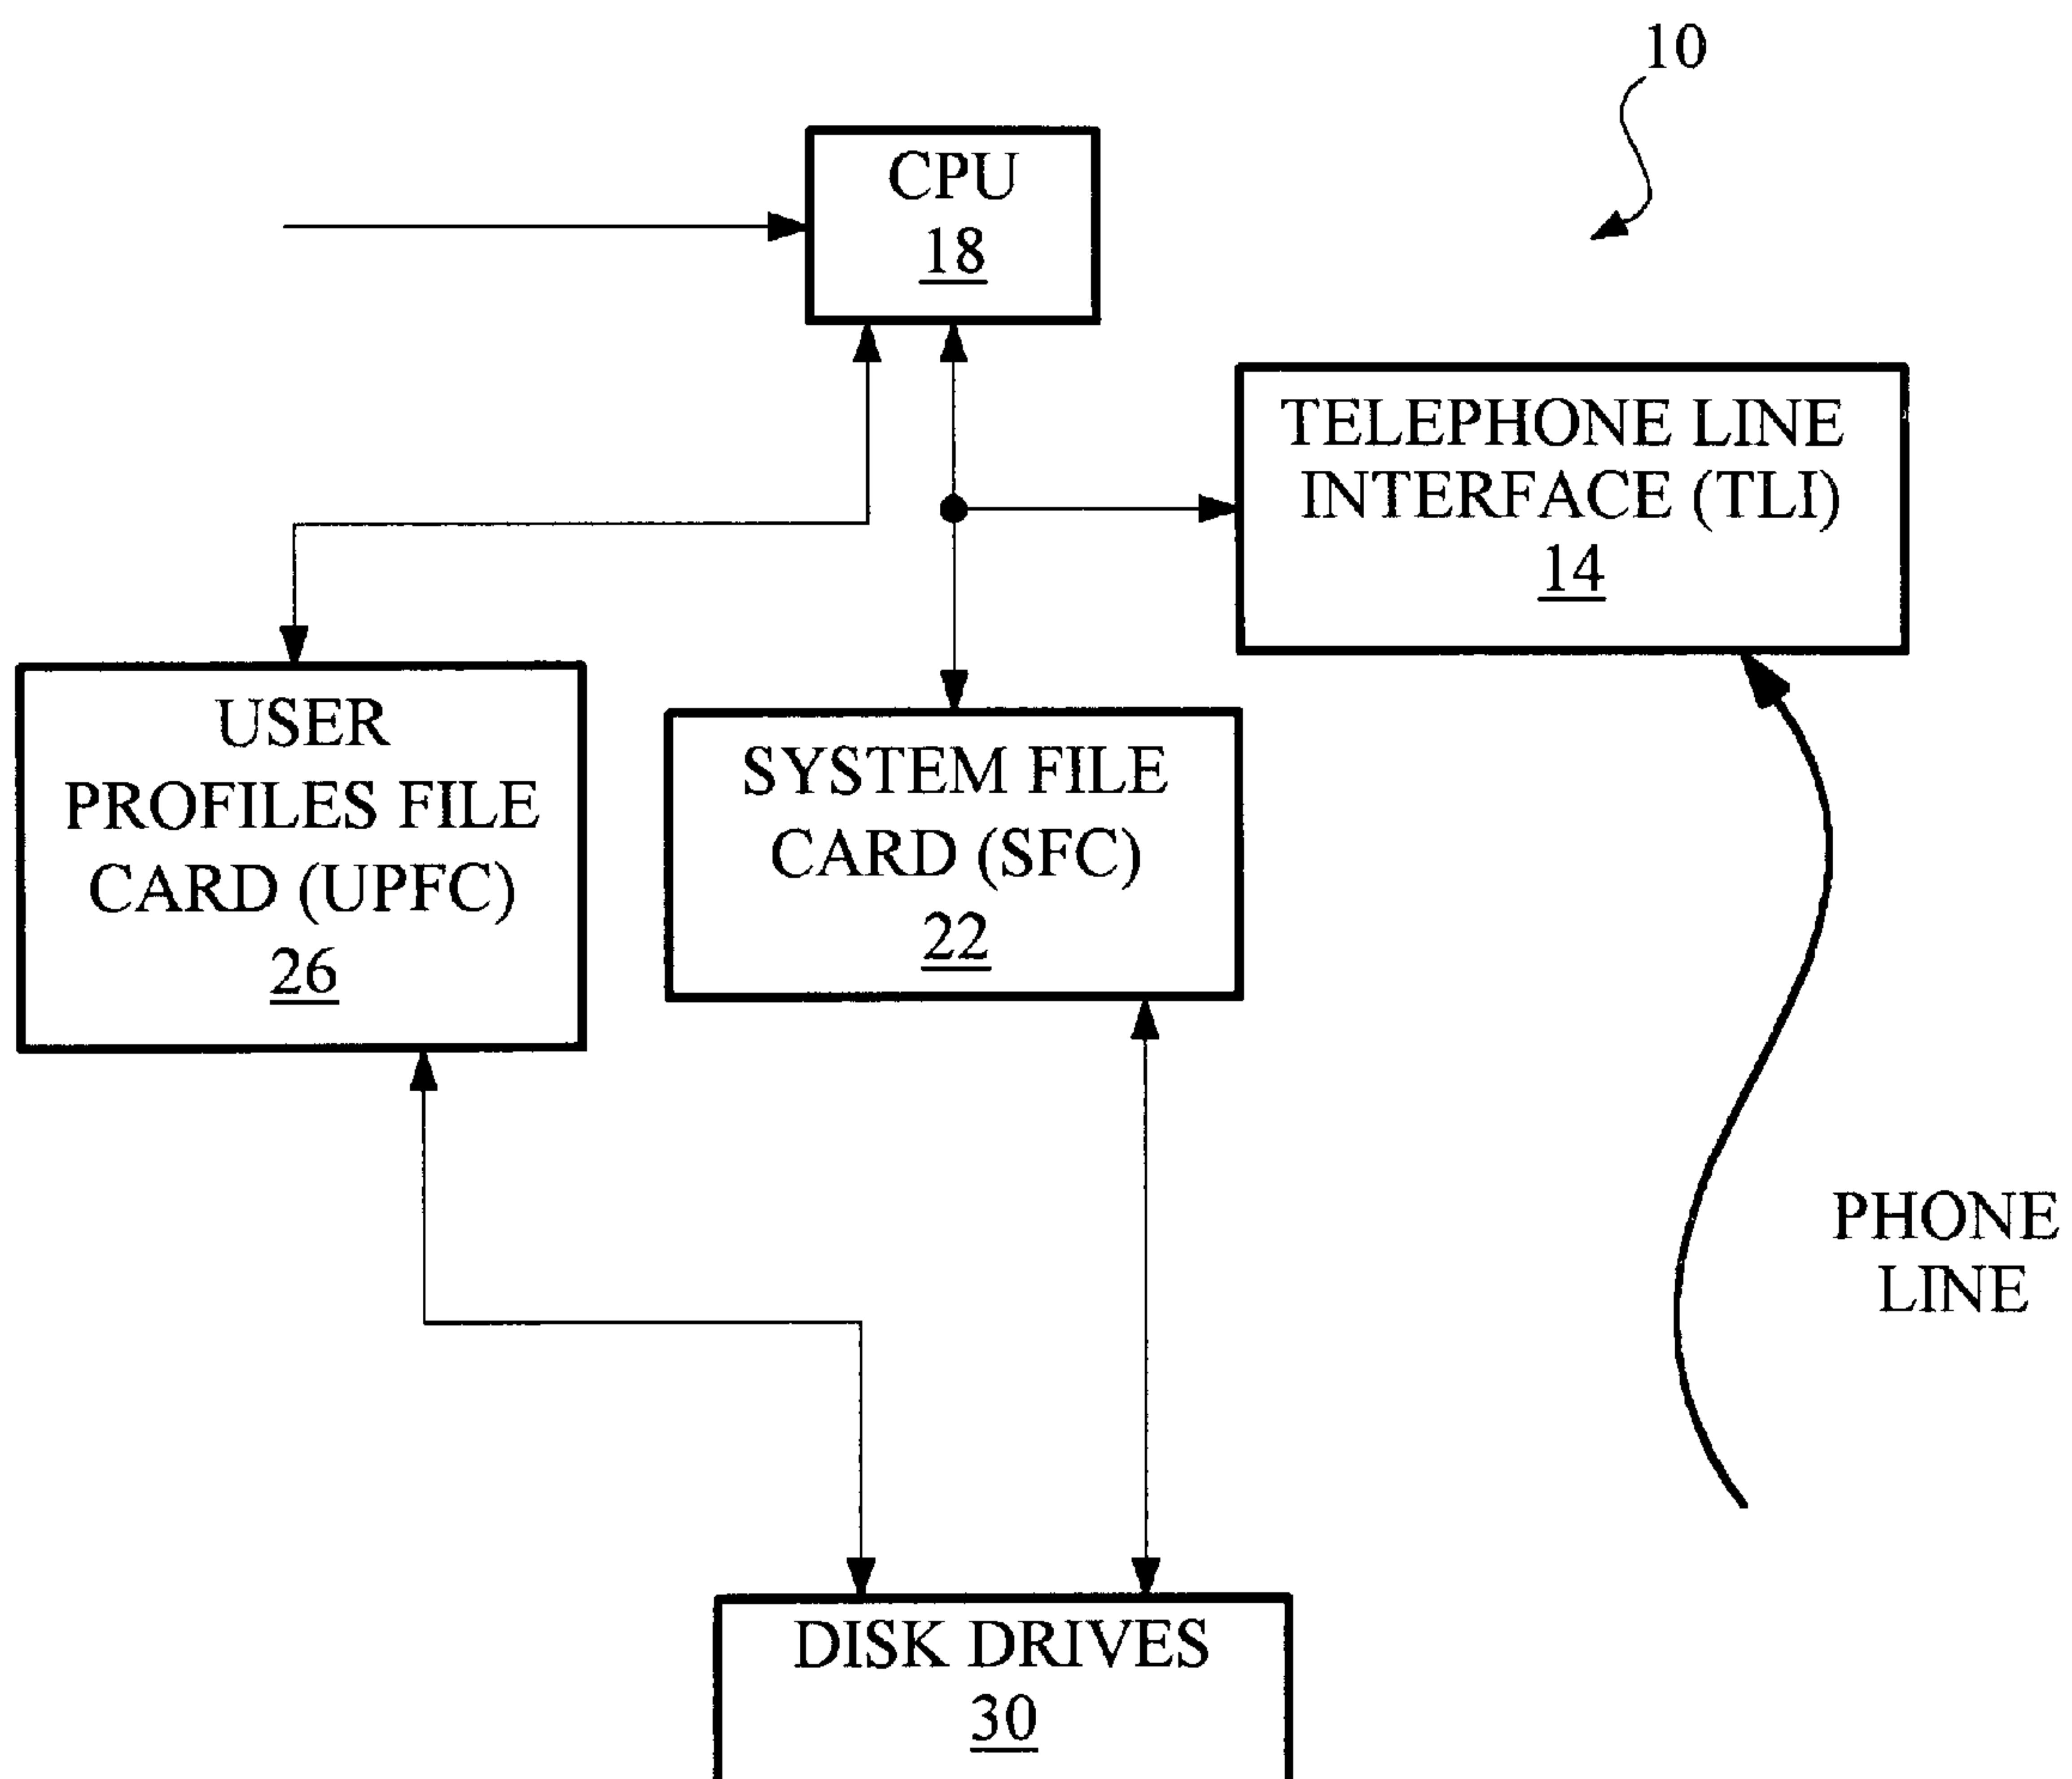 10
CPU
18
TELEPHONE LINE
INTERFACE (TLI)
14
USER
PROFILES FILE
CARD (UPFC)
26
SYSTEM FILE
CARD (SFC)
22
PHONE
LINE
DISK DRIVES
30